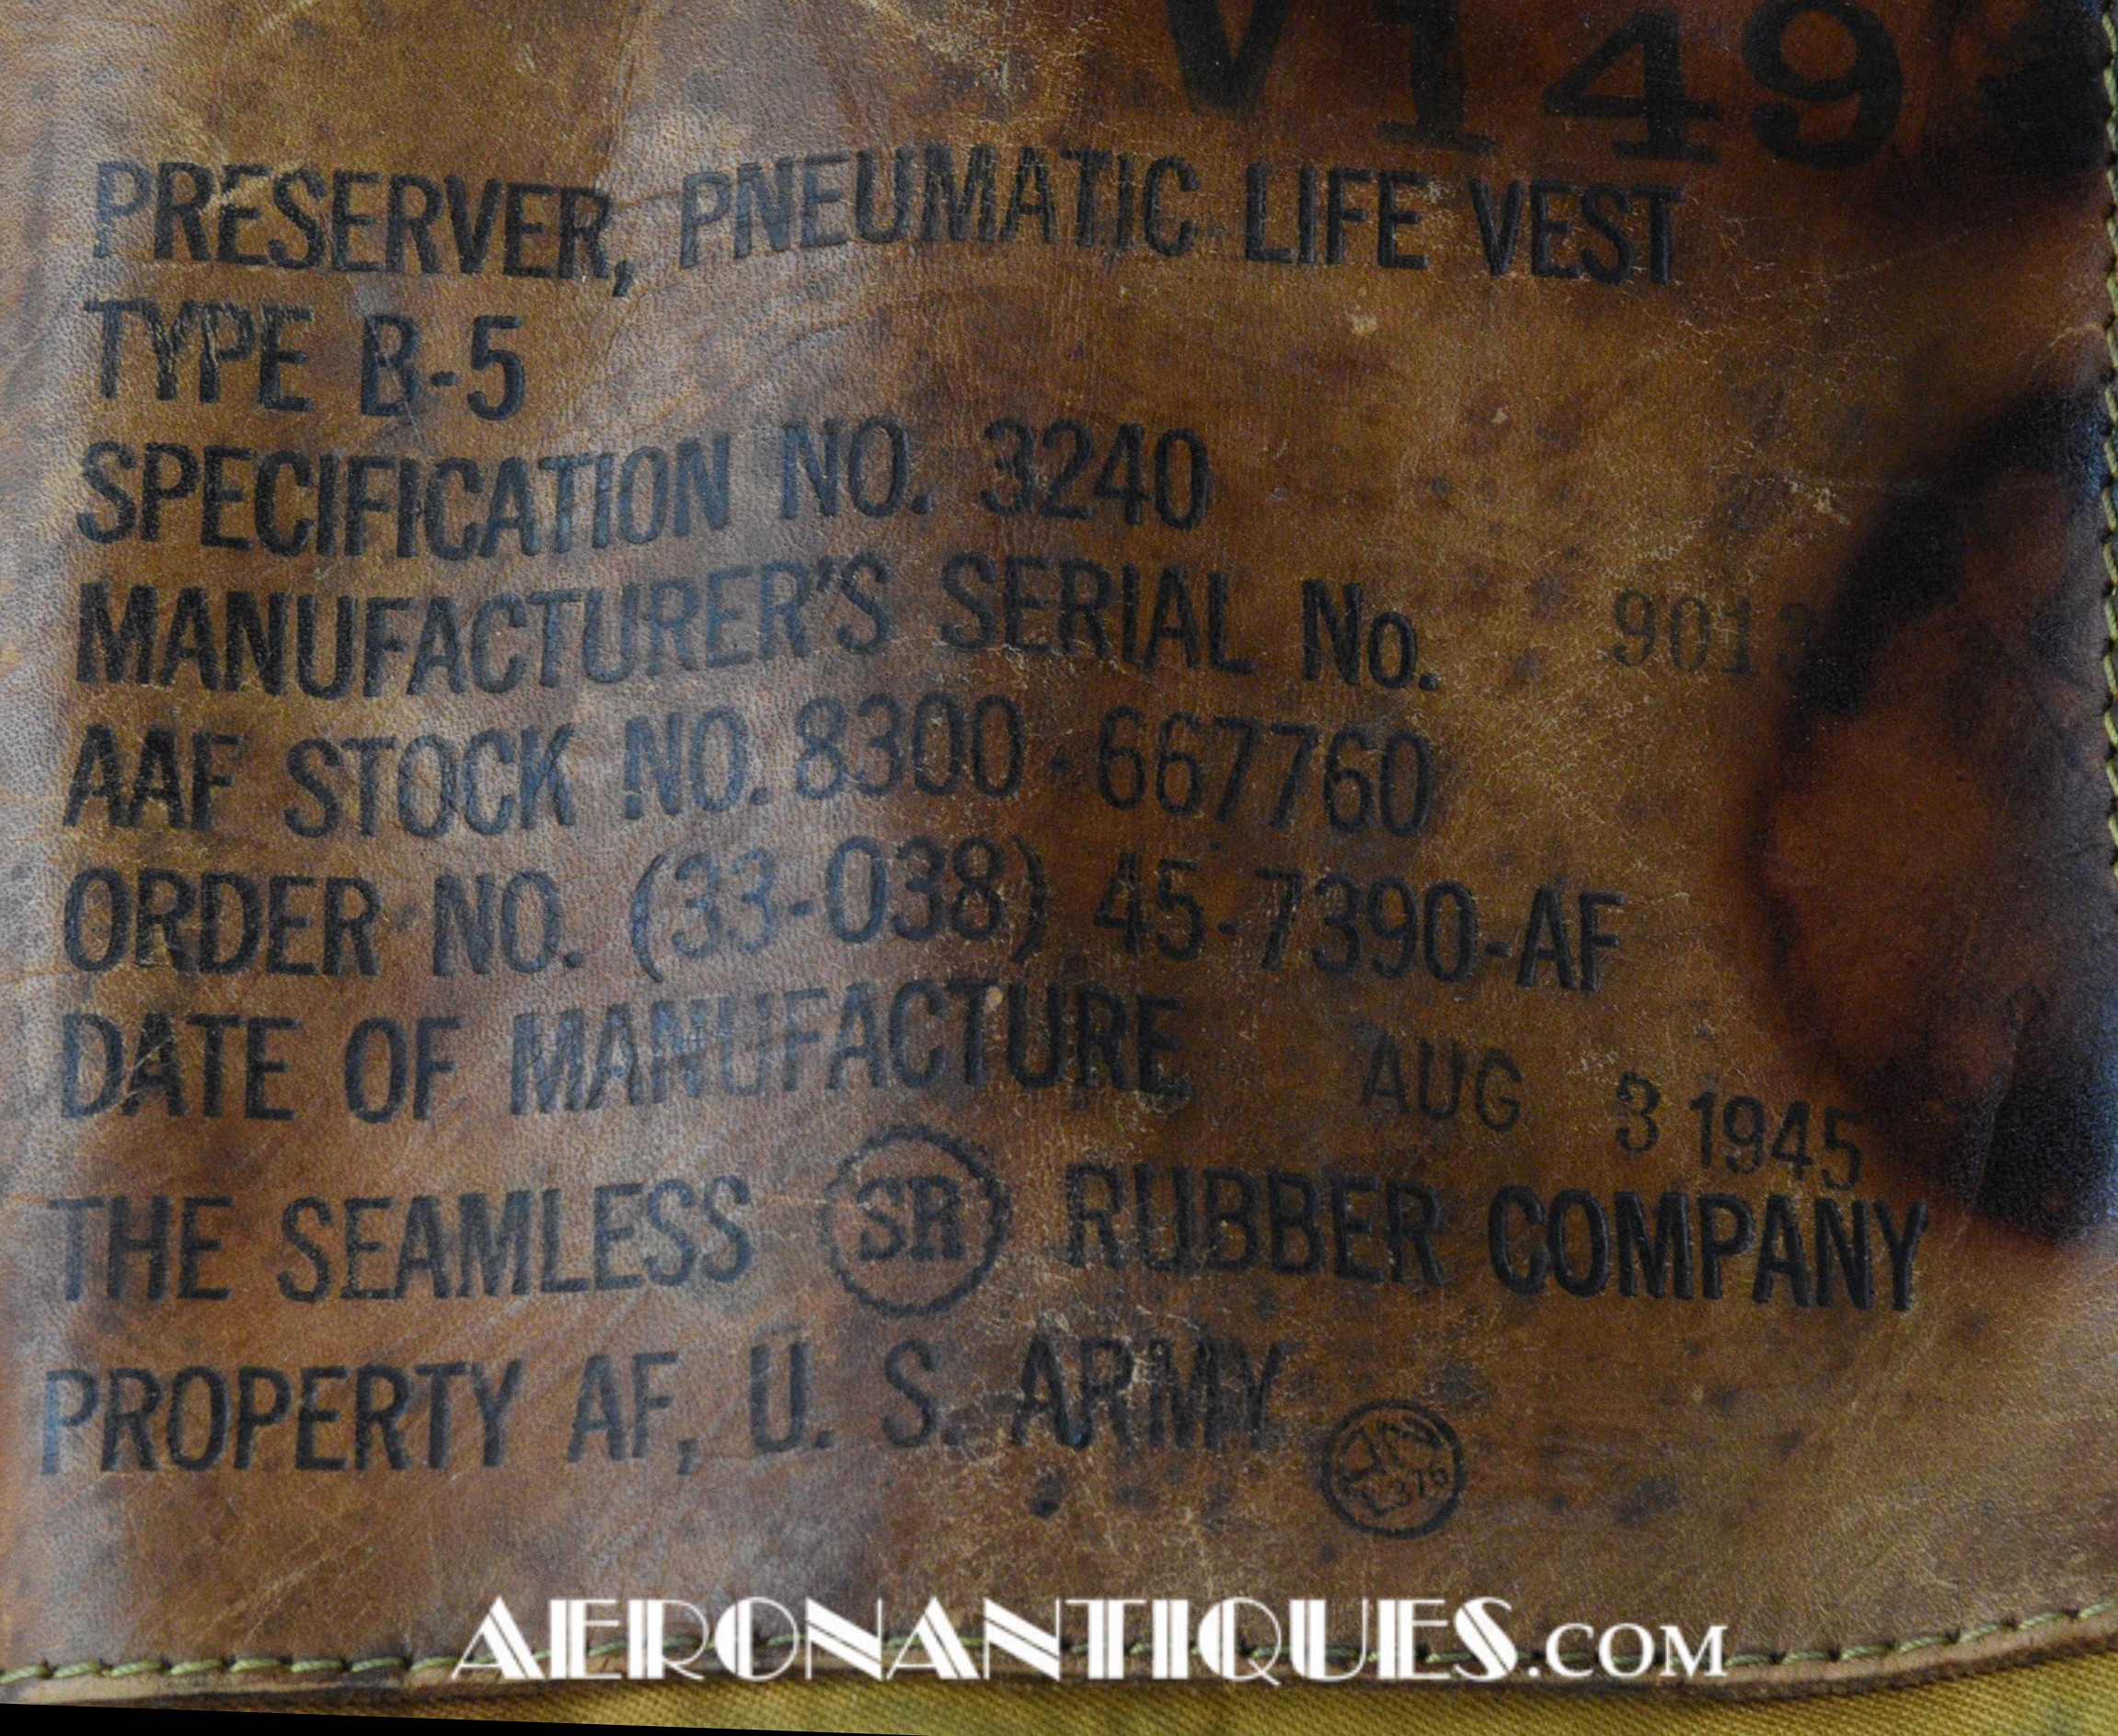 V149
PRESERVER, PNEUMATIC LIFE VEST
TYPE B-5
SPECIFICATION NO. 3240
MANUFACTURER'S SERIAL No. 9013
AAF STOCK NO. 8300-667760
ORDER NO. (33-038) 45-7390-AF
DATE OF MANUFACTURE AUG 3 1945
THE SEAMLESS SR RUBBER COMPANY
PROPERTY AF, U. S. ARMY
376
AERONANTIQUES.COM